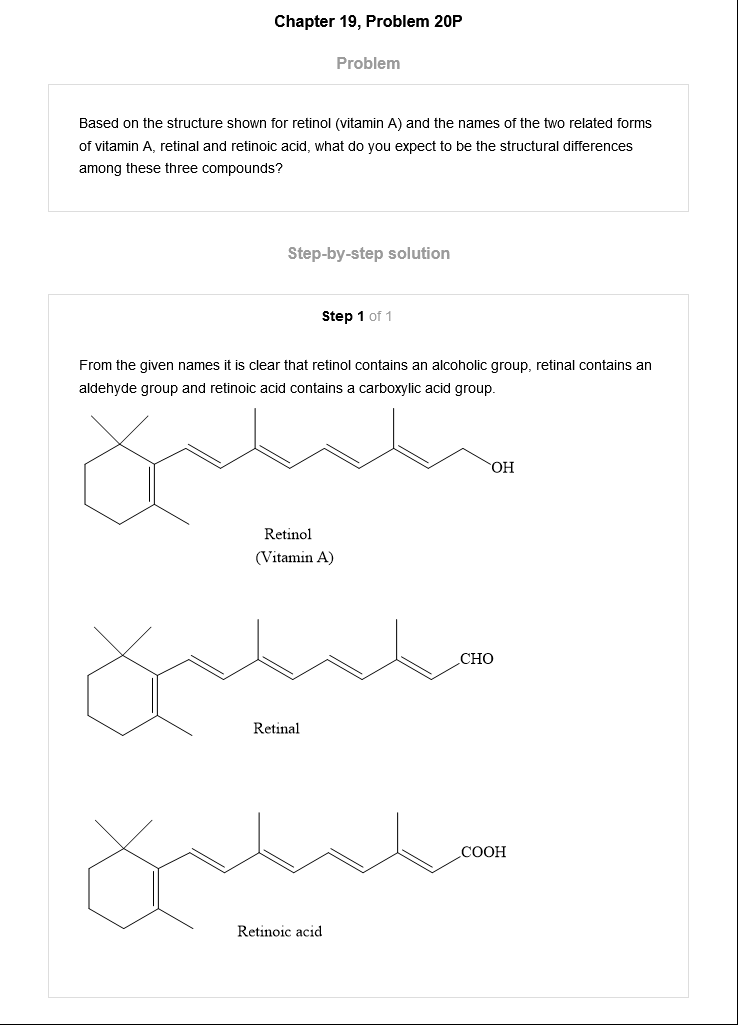 Chapter 19, Problem 20P
Problem
Based on the structure shown for retinol (vitamin A) and the names of the two related forms
of vitamin A, retinal and retinoic acid, what do you expect to be the structural differences
among these three compounds?
Step-by-step solution
Step 1 of 1
From the given names it is clear that retinol contains an alcoholic group, retinal contains an
aldehyde group and retinoic acid contains a carboxylic acid group.
OH
Retinol
(Vitamin A)
CHO
Retinal
COOH
Retinoic acid